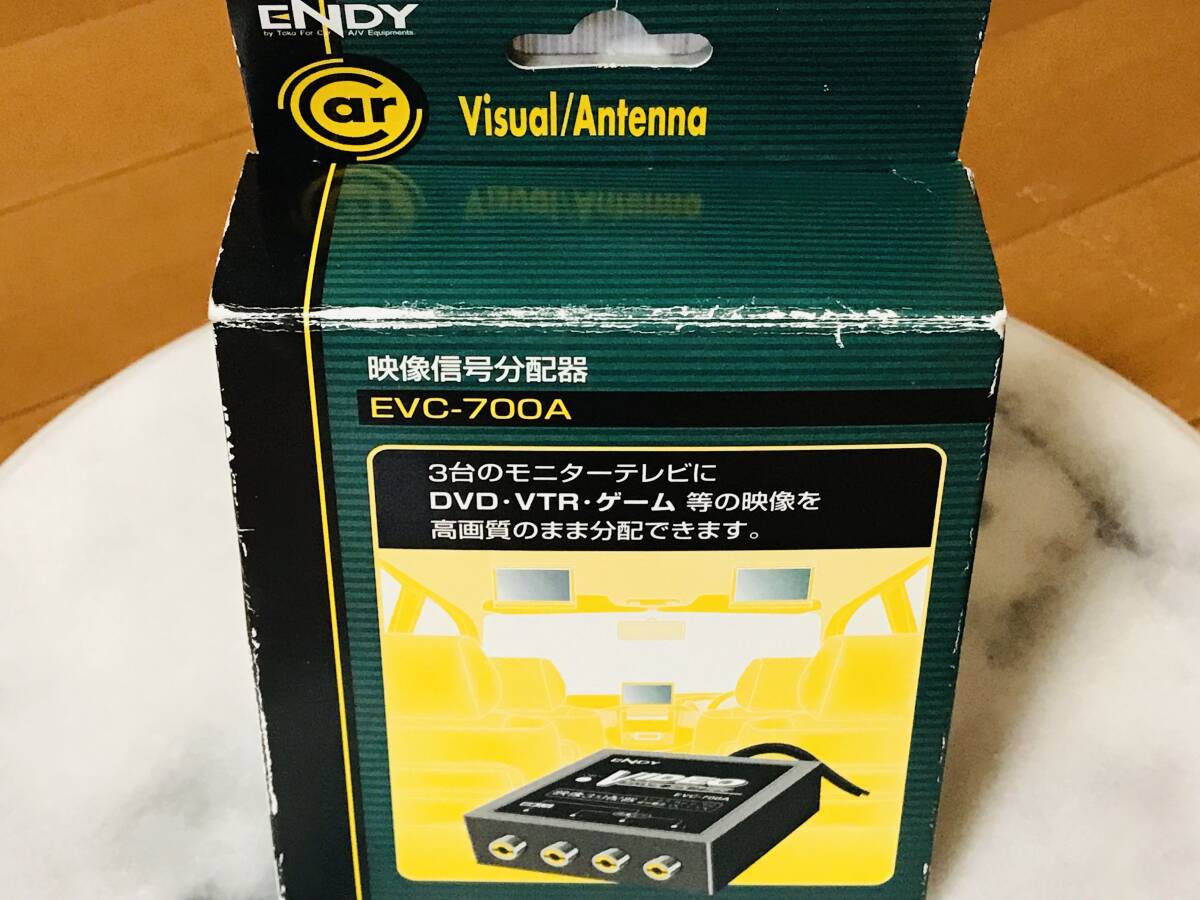 ENDY
by Toka For Car A/V Equipments
Car
Visual/Antenna
映像信号分配器
EVC-700A
3台のモニターテレビに
DVD・VTR・ゲーム 等の映像を
高画質のまま分配できます。
ENDY
VIDEO
EVC-700A